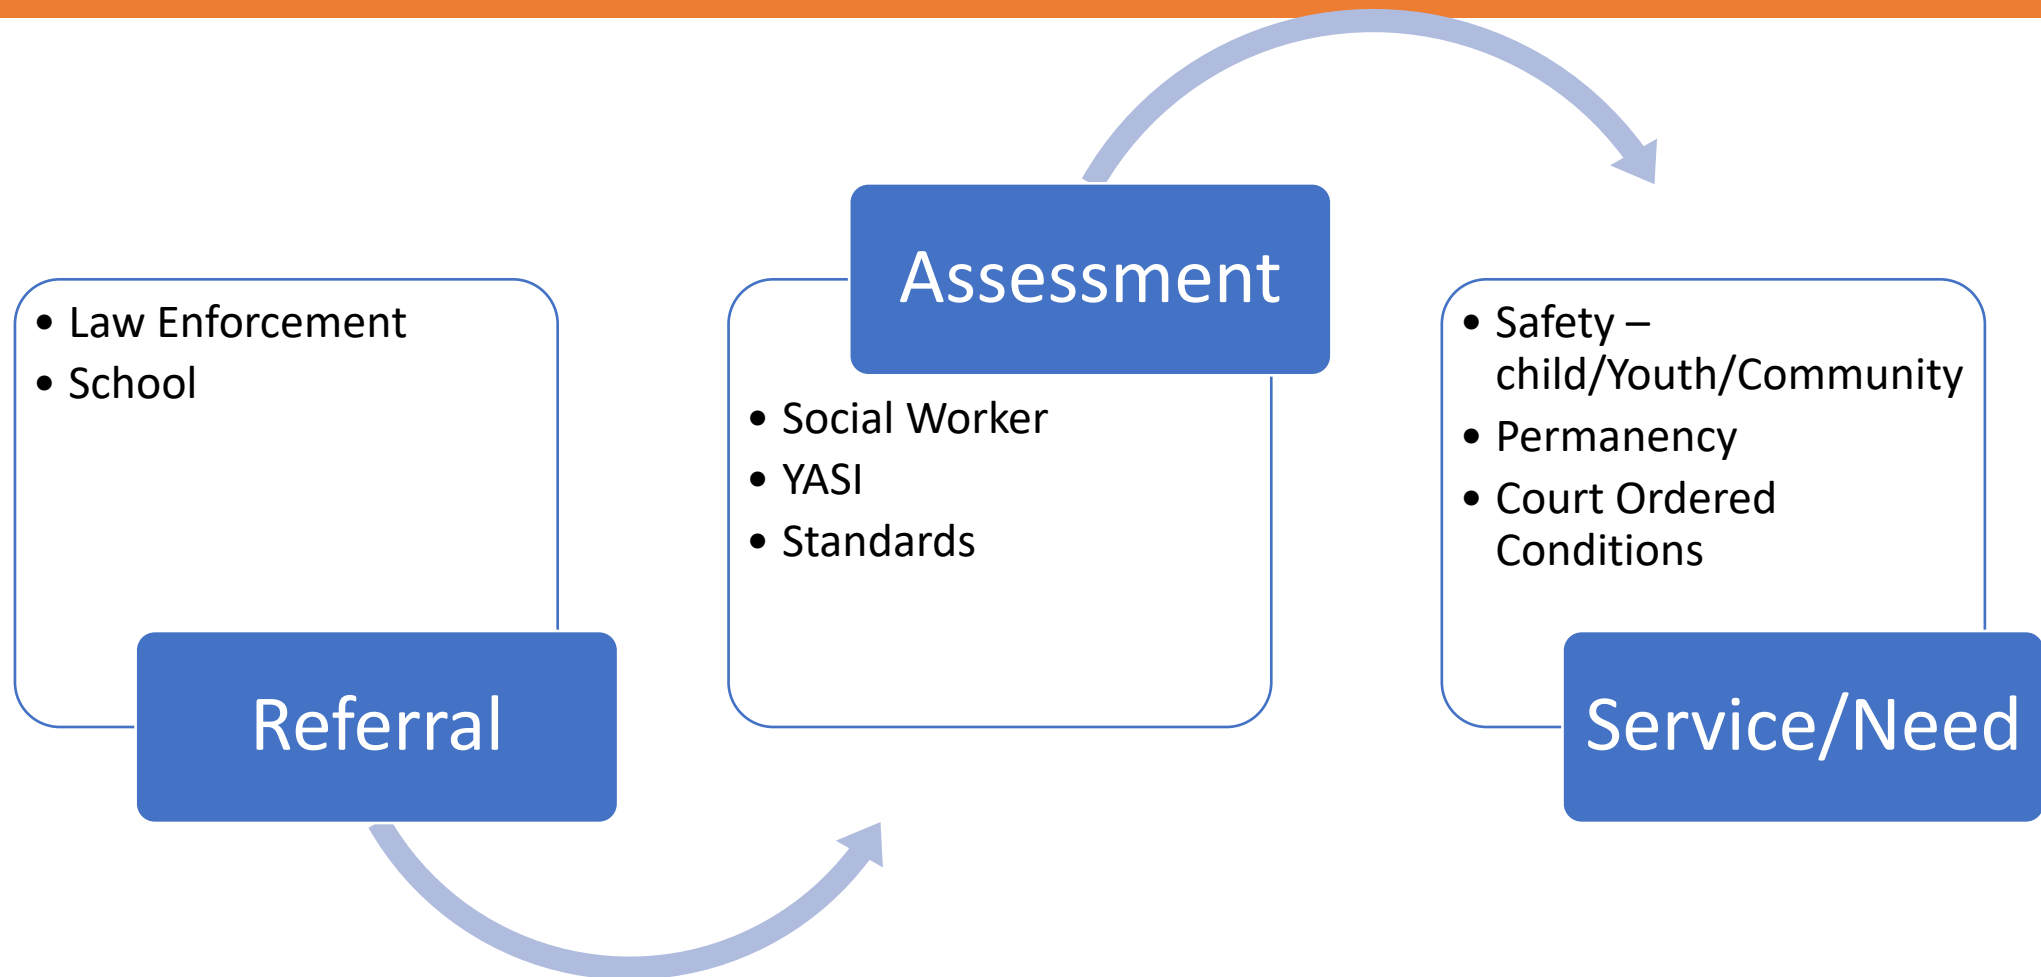 • Law Enforcement
• School
Referral
Assessment
• Social Worker
• YASI
• Standards
• Safety –
child/Youth/Community
• Permanency
• Court Ordered
Conditions
Service/Need